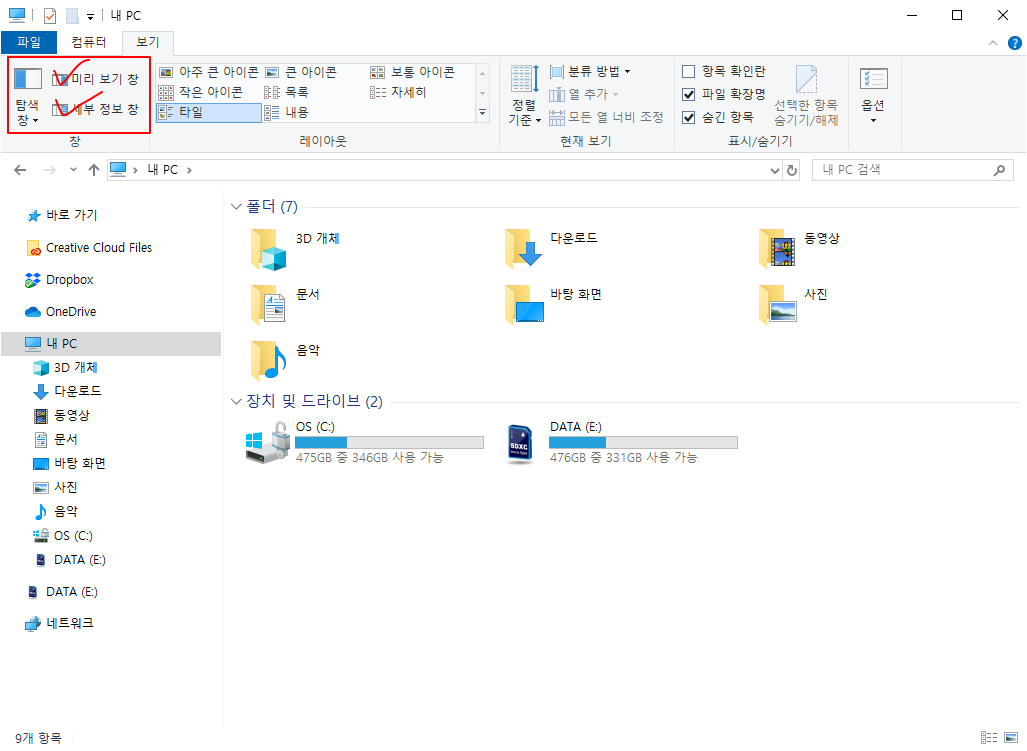 내 PC
파일 컴퓨터 보기
탐색 창
미리 보기 창
세부 정보 창
창
아주 큰 아이콘 큰 아이콘 보통 아이콘
작은 아이콘 목록 자세히
타일 내용
레이아웃
정렬 기준
분류 방법
열 추가
모든 열 너비 조정
현재 보기
항목 확인란
파일 확장명
숨긴 항목
선택한 항목
숨기기/해제
표시/숨기기
옵션
내 PC
내 PC 검색
바로 가기
Creative Cloud Files
Dropbox
OneDrive
내 PC
3D 개체
다운로드
동영상
문서
바탕 화면
사진
음악
OS (C:)
DATA (E:)
DATA (E:)
네트워크
폴더 (7)
3D 개체 다운로드 동영상
문서 바탕 화면 사진
음악
장치 및 드라이브 (2)
OS (C:)
475GB 중 346GB 사용 가능
SDXC
DATA (E:)
476GB 중 331GB 사용 가능
9개 항목